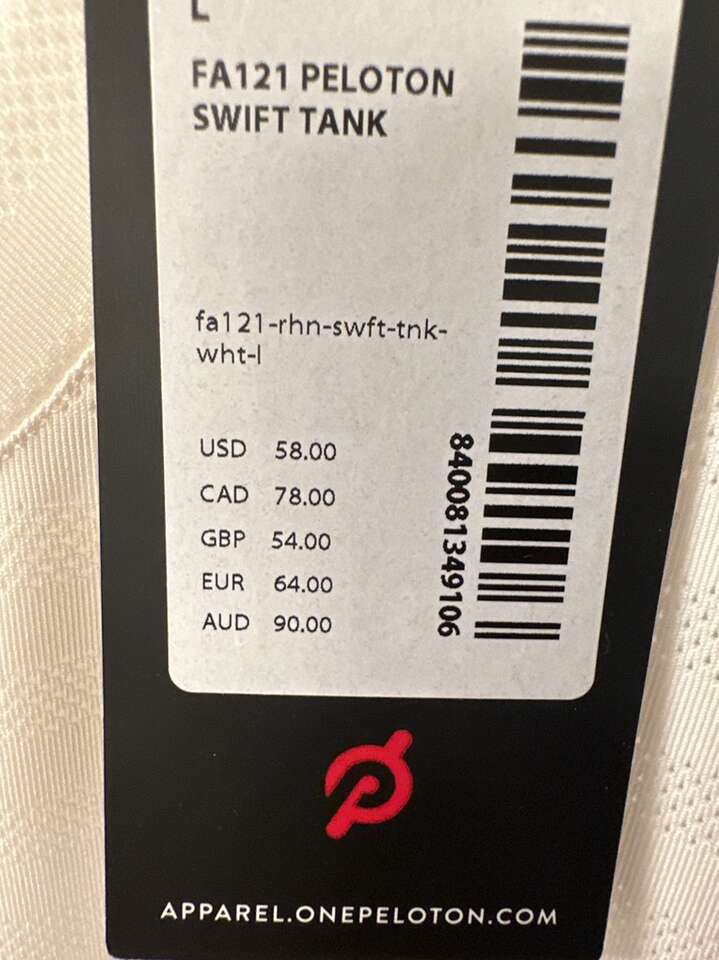 L
FA121 PELOTON
SWIFT TANK
fa121-rhn-swft-tnk-
wht-l
USD 58.00
CAD 78.00
GBP 54.00
EUR 64.00
AUD 90.00
840081349106
APPAREL.ONEPELOTON.COM